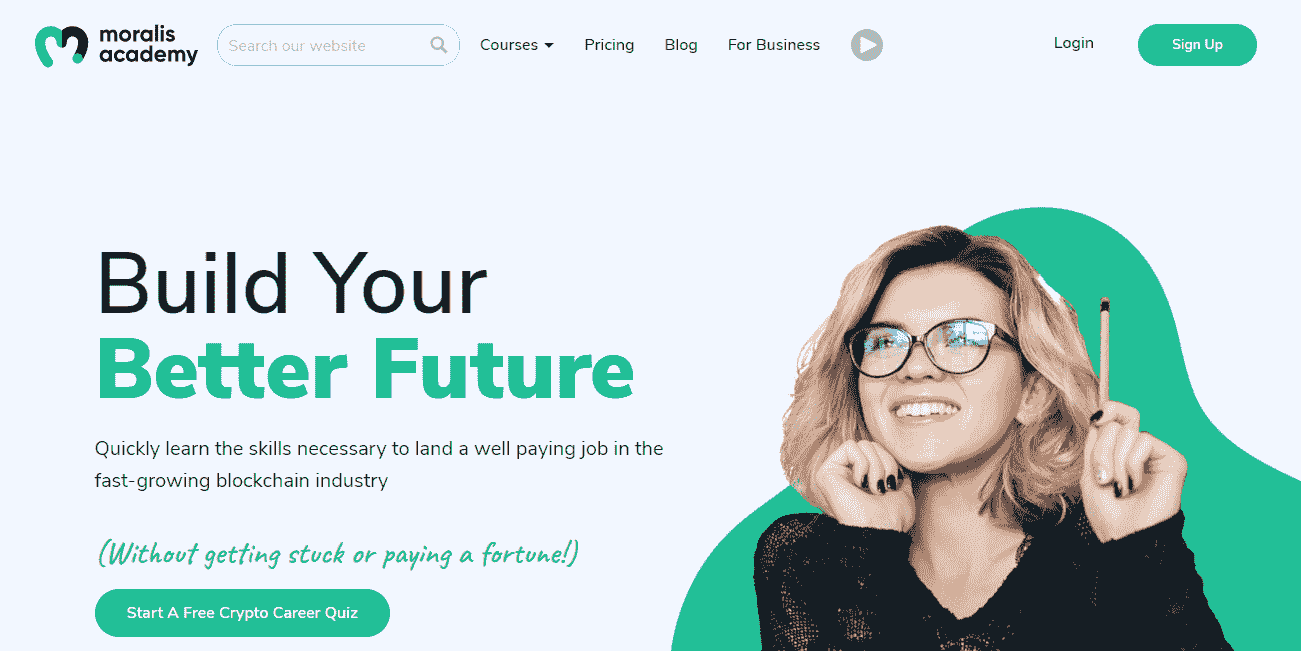 moralis
academy
Search our website
Courses
Pricing
Blog
For Business
Login
Sign Up
Build Your
Better Future
Quickly learn the skills necessary to land a well paying job in the
fast-growing blockchain industry
(Without getting stuck or paying a fortune!)
Start A Free Crypto Career Quiz